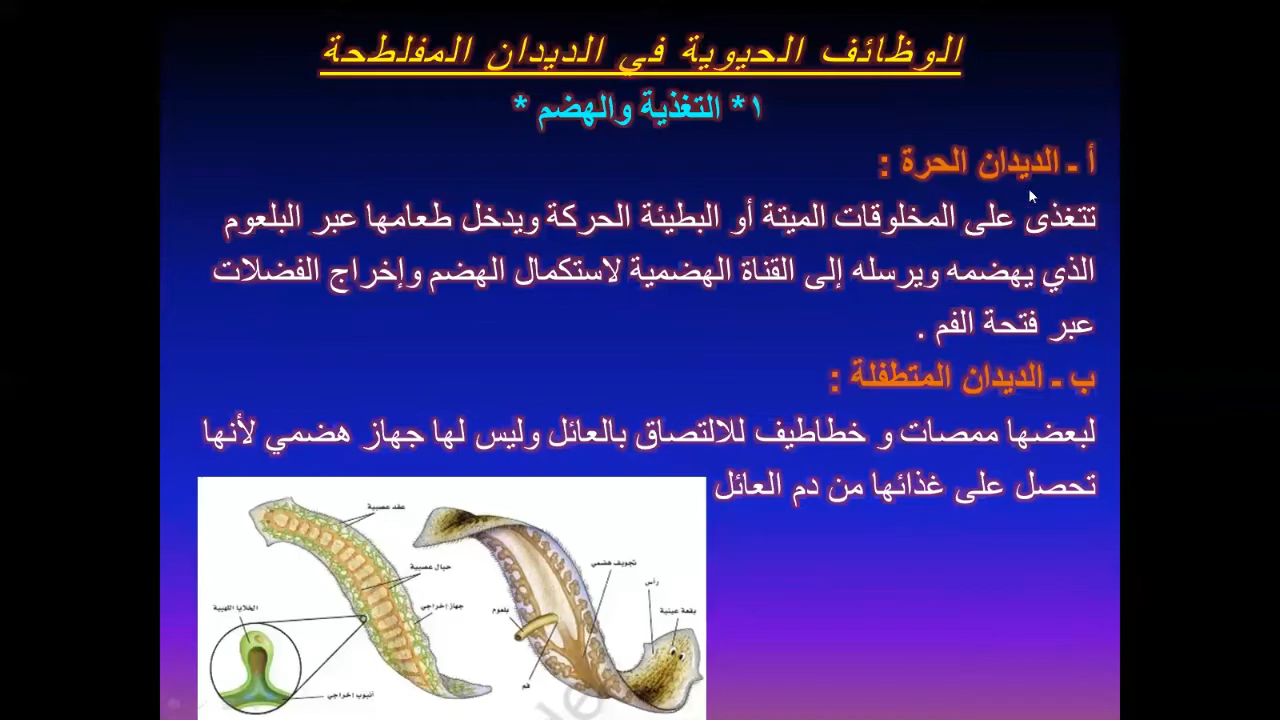 الوظائف الحيوية في الديدان المفلطحة
١* التغذية والهضم *
أ ـ الديدان الحرة :
تتغذى على المخلوقات الميتة أو البطيئة الحركة ويدخل طعامها عبر البلعوم
الذي يهضمه ويرسله إلى القناة الهضمية لاستكمال الهضم وإخراج الفضلات
عبر فتحة الفم .
ب ـ الديدان المتطفلة :
لبعضها ممصات و خطاطيف للالتصاق بالعائل وليس لها جهاز هضمي لأنها
تحصل على غذائها من دم العائل
عقد عصبية
حبال عصبية
جهاز إخراجي
الخلايا اللهبية
أنبوب إخراجي
تجويف هضمي
رأس
بقعة عينية
بلعوم
فم